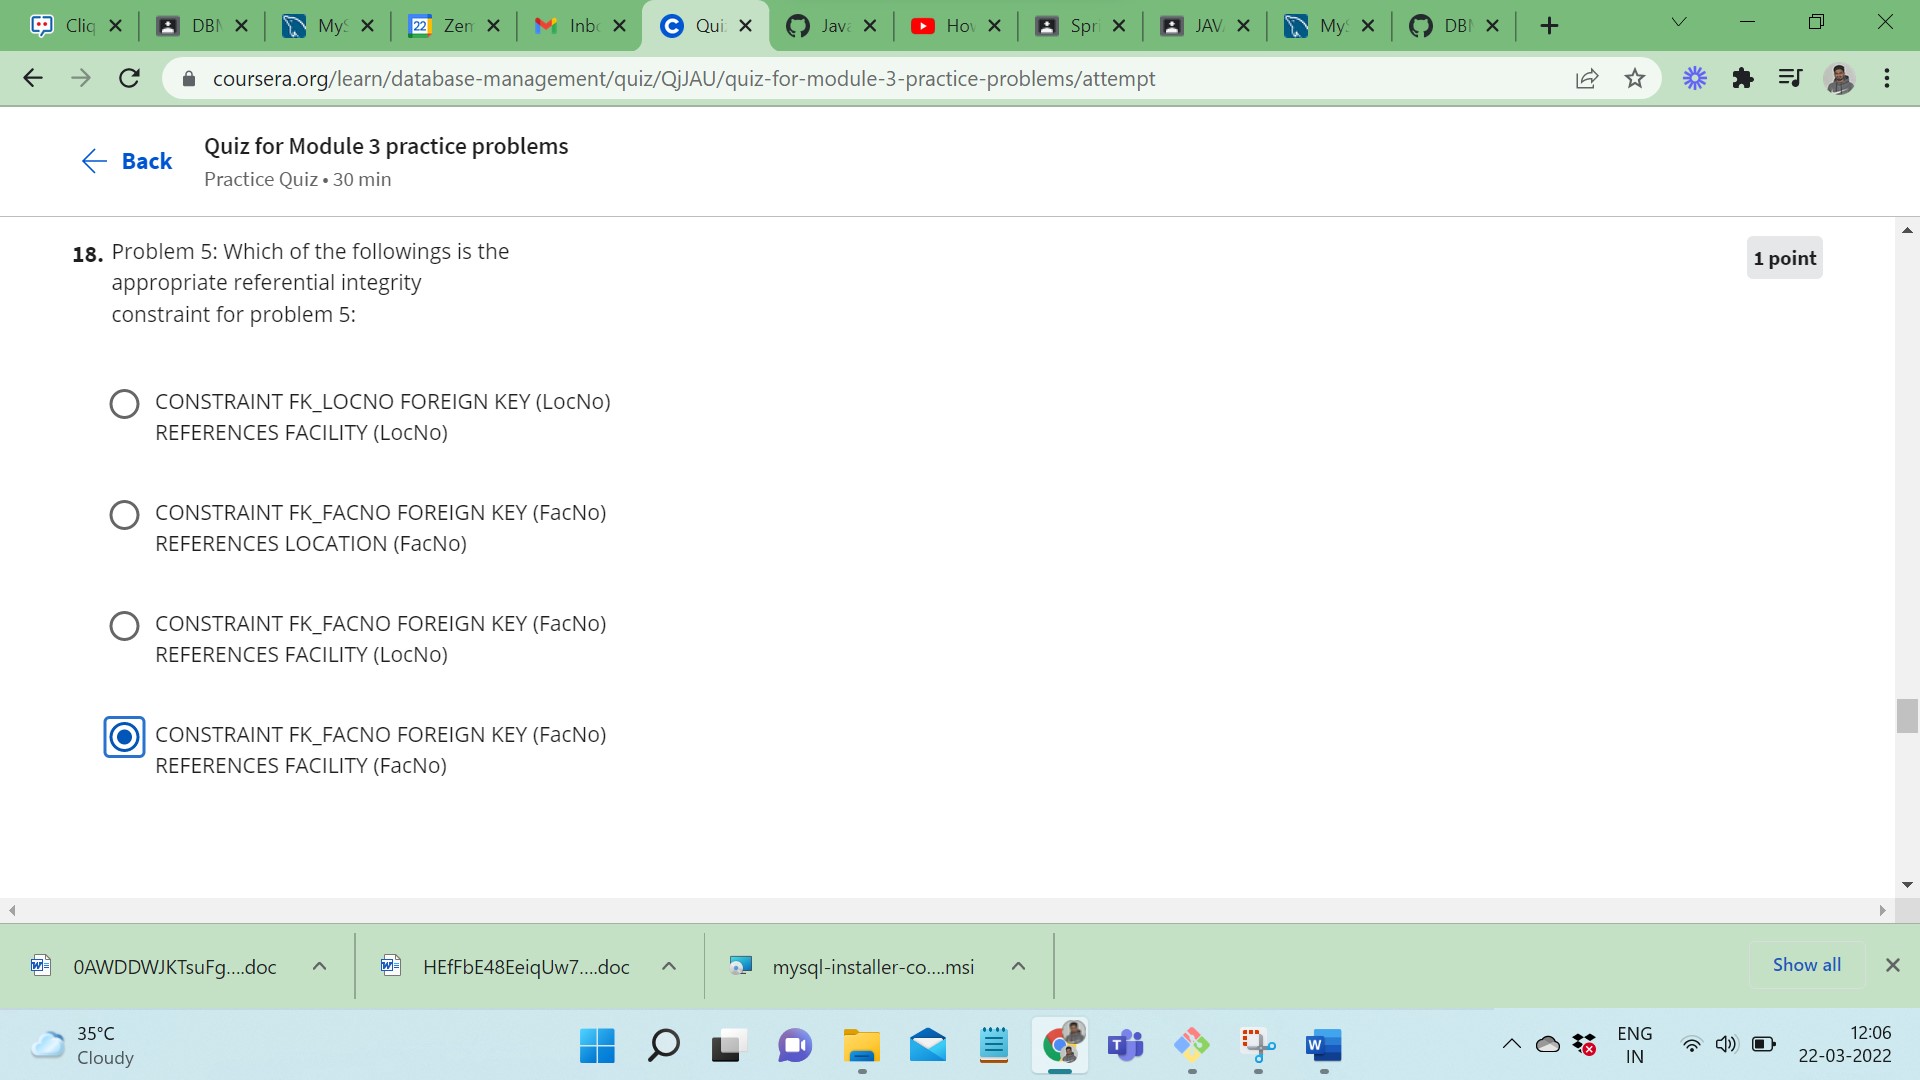 Cliq
DBM
MyS
22
Zem
Inbo
Quiz
Java
How
Spri
JAVA
MyS
DBM
coursera.org/learn/database-management/quiz/QjJAU/quiz-for-module-3-practice-problems/attempt
Back
Quiz for Module 3 practice problems
Practice Quiz • 30 min
18. Problem 5: Which of the followings is the
appropriate referential integrity
constraint for problem 5:
1 point
CONSTRAINT FK_LOCNO FOREIGN KEY (LocNo)
REFERENCES FACILITY (LocNo)
CONSTRAINT FK_FACNO FOREIGN KEY (FacNo)
REFERENCES LOCATION (FacNo)
CONSTRAINT FK_FACNO FOREIGN KEY (FacNo)
REFERENCES FACILITY (LocNo)
CONSTRAINT FK_FACNO FOREIGN KEY (FacNo)
REFERENCES FACILITY (FacNo)
0AWDDWJKTsuFg....doc
HEfFbE48EeiqUw7....doc
mysql-installer-co....msi
Show all
35°C
Cloudy
ENG
IN
12:06
22-03-2022